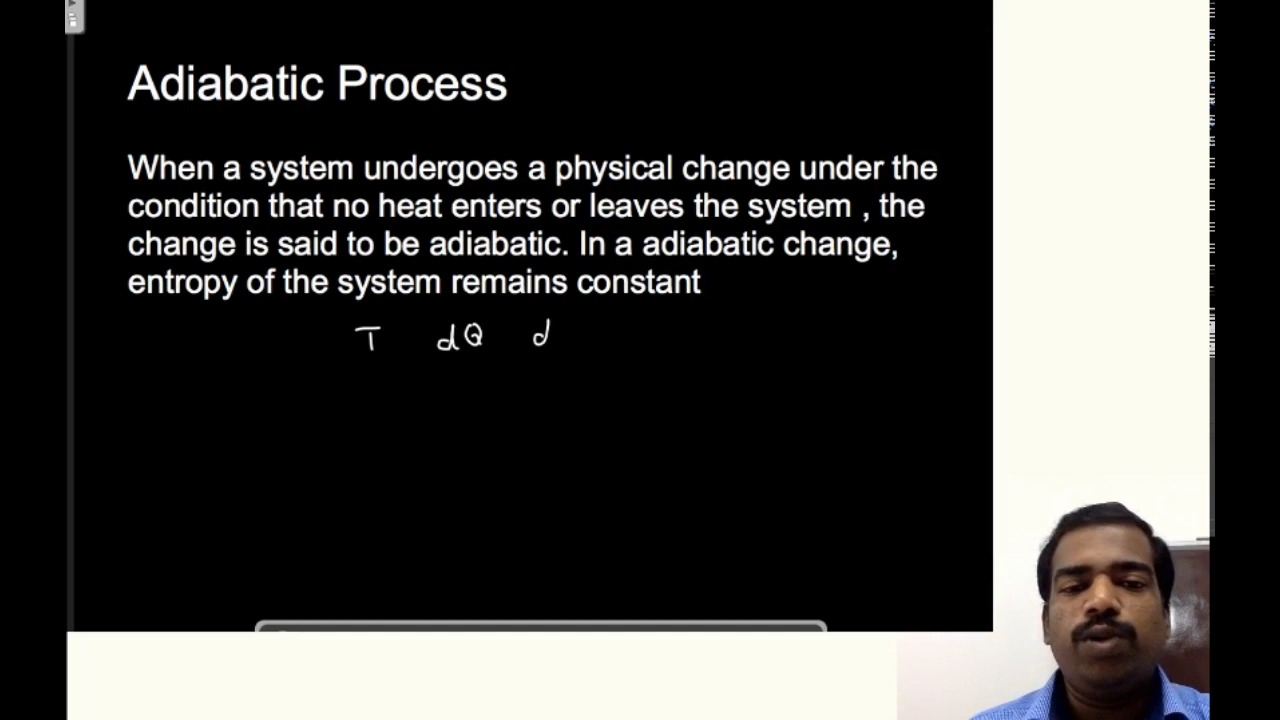 Adiabatic Process
When a system undergoes a physical change under the
condition that no heat enters or leaves the system , the
change is said to be adiabatic. In a adiabatic change,
entropy of the system remains constant
T dQ d